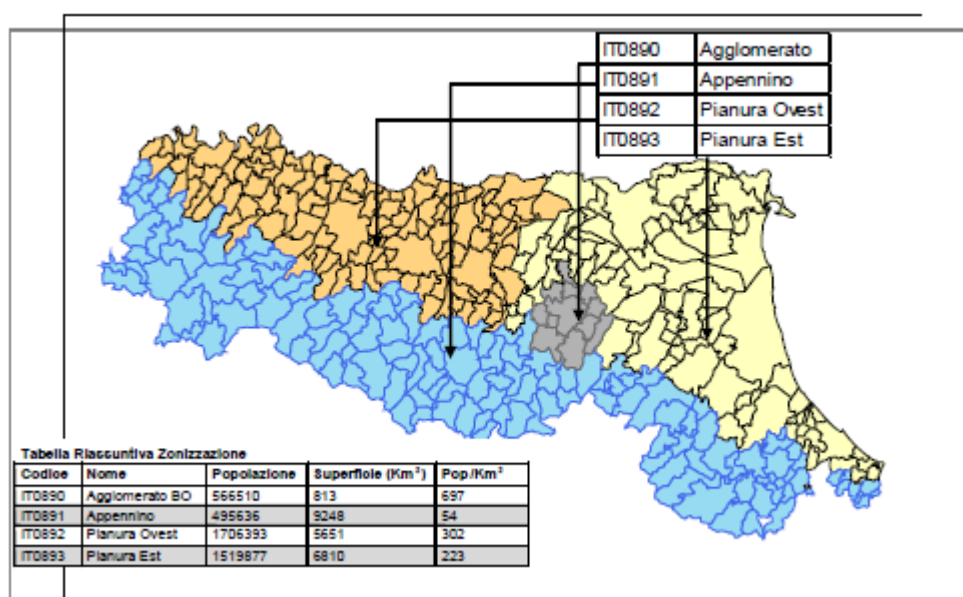 IT0890 Agglomerato
IT0891 Appennino
IT0892 Pianura Ovest
IT0893 Pianura Est
Tabella Riassuntiva Zonizzazione
Codice Nome Popolazione Superficie (Km²) Pop/Km²
IT0890 Agglomerato BO 566510 813 697
IT0891 Appennino 495636 9248 54
IT0892 Pianura Ovest 1706393 5651 302
IT0893 Pianura Est 1519877 6810 223